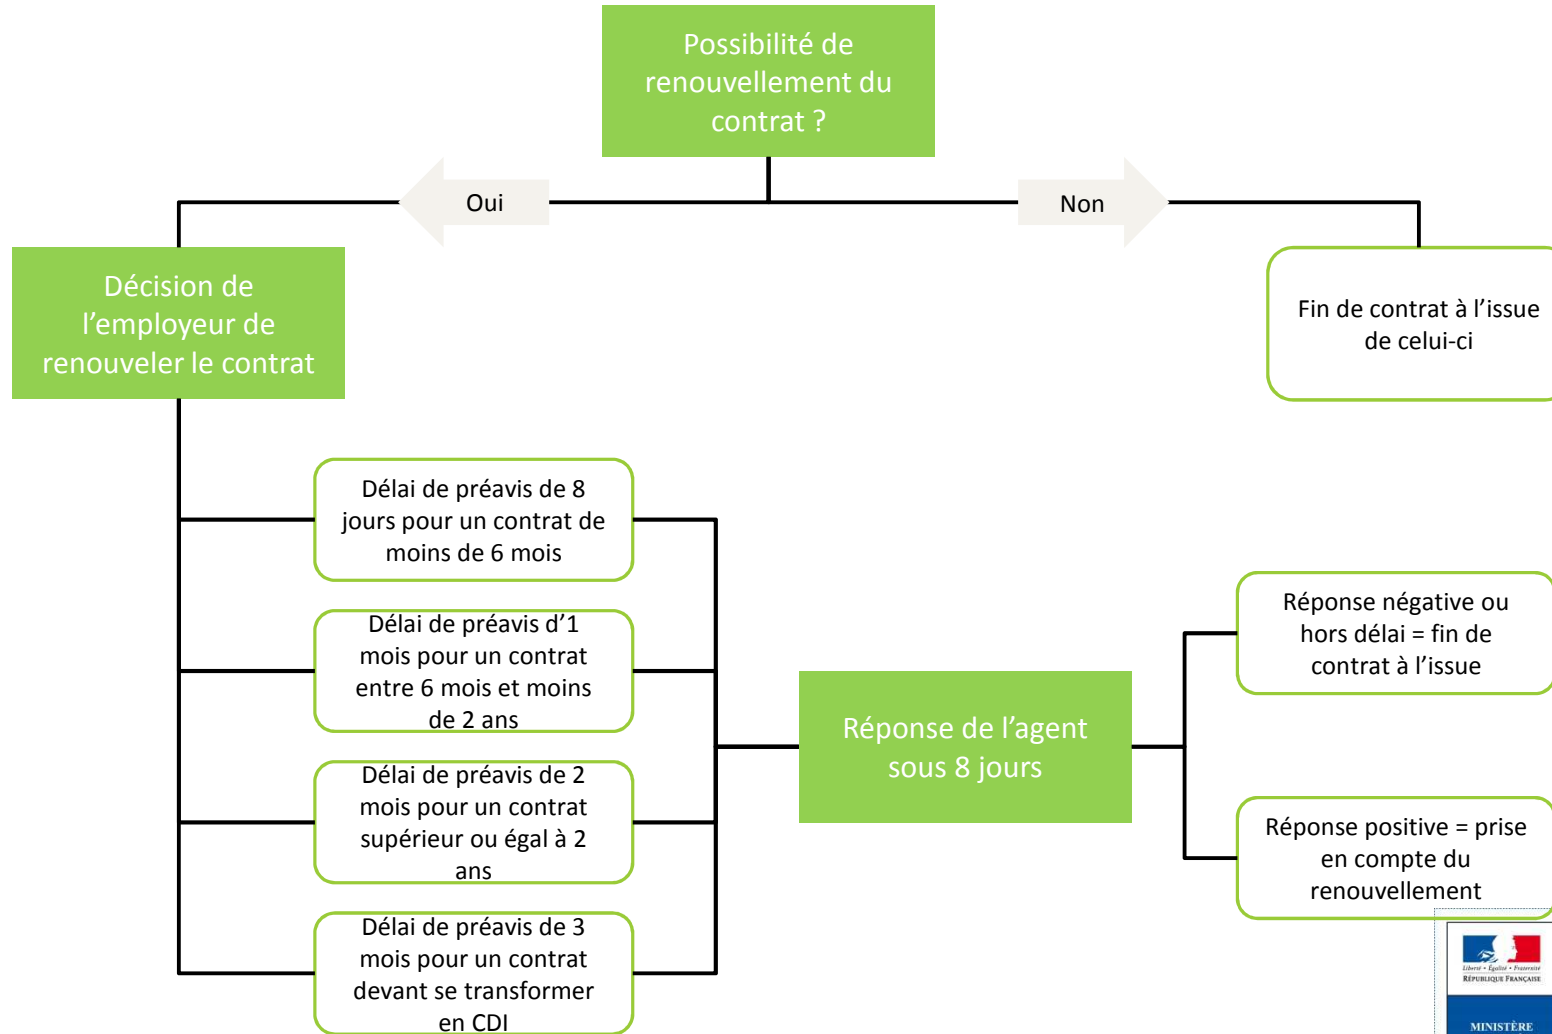 Possibilité de
renouvellement du
contrat ?
Oui
Non
Décision de
l’employeur de
renouveler le contrat
Fin de contrat à l’issue
de celui-ci
Délai de préavis de 8
jours pour un contrat de
moins de 6 mois
Délai de préavis d’1
mois pour un contrat
entre 6 mois et moins
de 2 ans
Délai de préavis de 2
mois pour un contrat
supérieur ou égal à 2
ans
Délai de préavis de 3
mois pour un contrat
devant se transformer
en CDI
Réponse de l’agent
sous 8 jours
Réponse négative ou
hors délai = fin de
contrat à l’issue
Réponse positive = prise
en compte du
renouvellement
Liberté • Égalité • Fraternité
RÉPUBLIQUE FRANÇAISE
MINISTÈRE